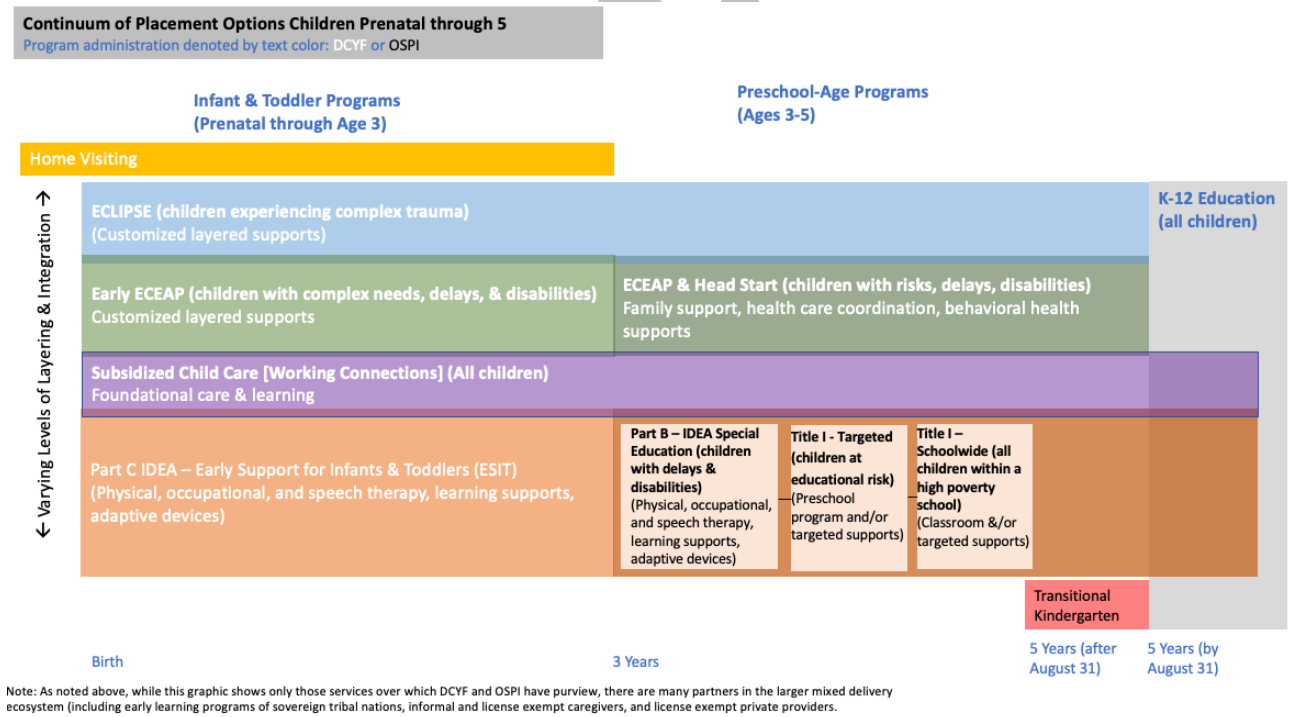 Continuum of Placement Options Children Prenatal through 5
Program administration denoted by text color: DCYF or OSPI
Infant & Toddler Programs
(Prenatal through Age 3)
Preschool-Age Programs
(Ages 3-5)
Home Visiting
← Varying Levels of Layering & Integration →
ECLIPSE (children experiencing complex trauma)
(Customized layered supports)
K-12 Education
(all children)
Early ECEAP (children with complex needs, delays, & disabilities)
Customized layered supports
ECEAP & Head Start (children with risks, delays, disabilities)
Family support, health care coordination, behavioral health
supports
Subsidized Child Care [Working Connections] (All children)
Foundational care & learning
Part C IDEA – Early Support for Infants & Toddlers (ESIT)
(Physical, occupational, and speech therapy, learning supports,
adaptive devices)
Part B – IDEA Special
Education (children
with delays &
disabilities)
(Physical, occupational,
and speech therapy,
learning supports,
adaptive devices)
Title I - Targeted
(children at
educational risk)
(Preschool
program and/or
targeted supports)
Title I –
Schoolwide (all
children within a
high poverty
school)
(Classroom &/or
targeted supports)
Transitional
Kindergarten
Birth
3 Years
5 Years (after
August 31)
5 Years (by
August 31)
Note: As noted above, while this graphic shows only those services over which DCYF and OSPI have purview, there are many partners in the larger mixed delivery
ecosystem (including early learning programs of sovereign tribal nations, informal and license exempt caregivers, and license exempt private providers.